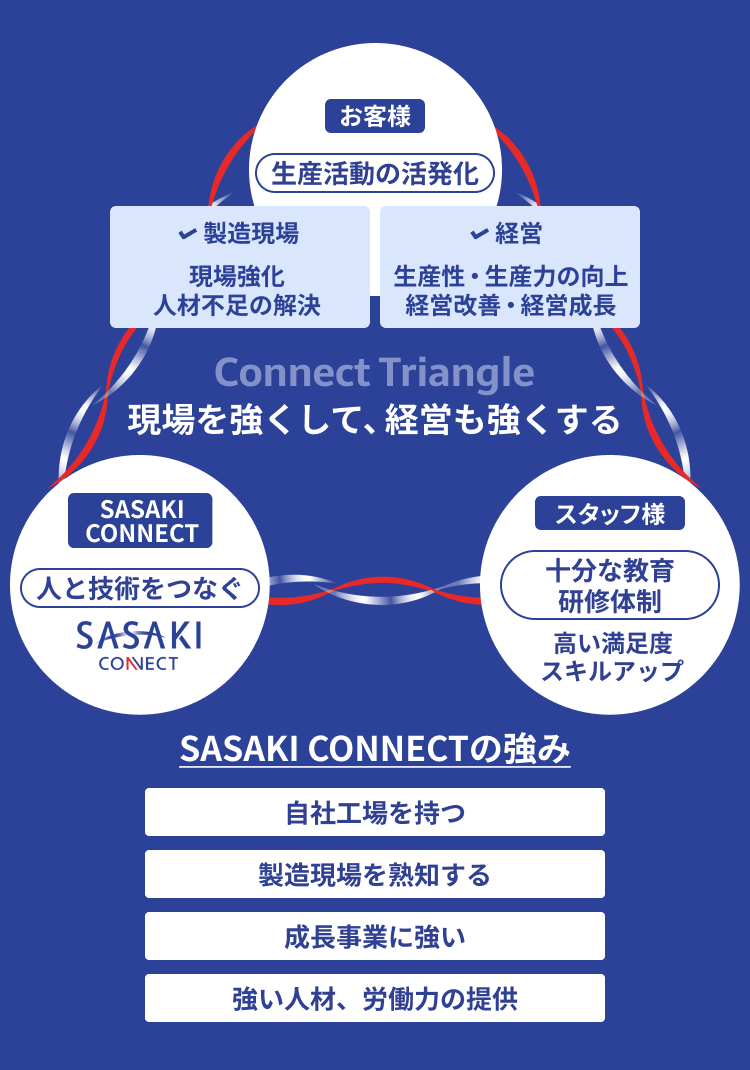 お客様
生産活動の活発化
製造現場
現場強化
人材不足の解決
経営
生産性・生産力の向上
経営改善・経営成長
Connect Triangle
現場を強くして、経営も強くする
SASAKI
CONNECT
人と技術をつなぐ
SASAKI
CONNECT
スタッフ様
十分な教育
研修体制
高い満足度
スキルアップ
SASAKI CONNECTの強み
自社工場を持つ
製造現場を熟知する
成長事業に強い
強い人材、労働力の提供